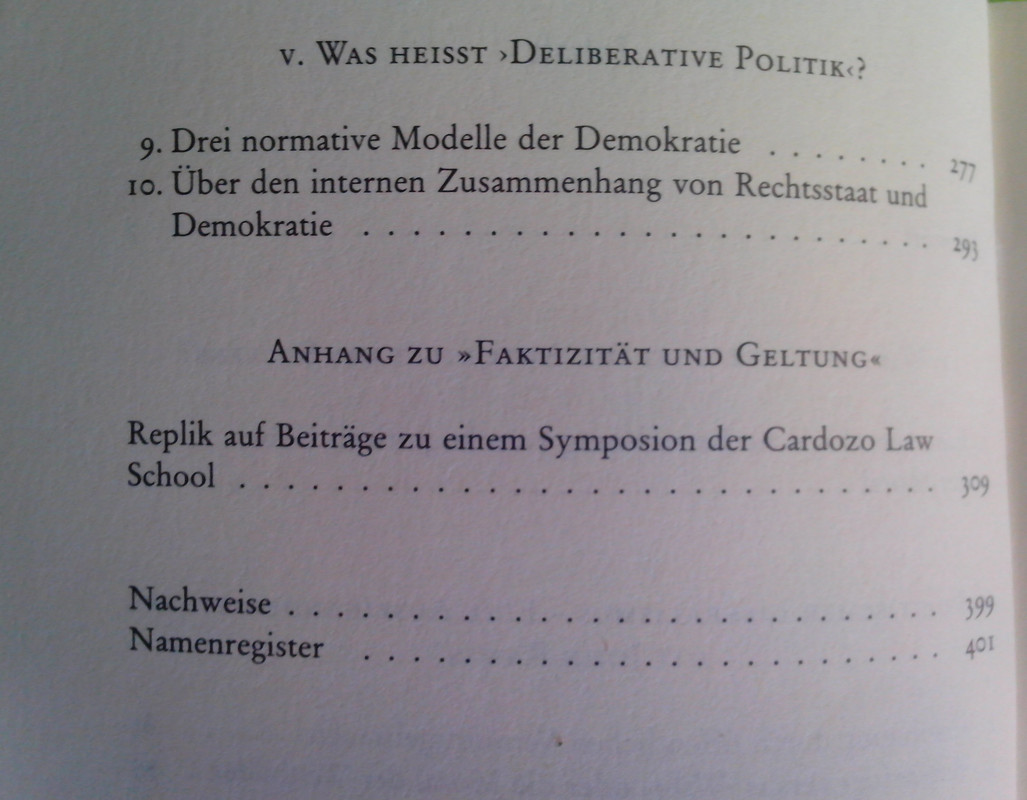 V. WAS HEISST ›DELIBERATIVE POLITIK‹?
9. Drei normative Modelle der Demokratie . . . . . . . . 277
10. Über den internen Zusammenhang von Rechtsstaat und
Demokratie . . . . . . . . . . . . . . . . . . . . . . . 293
ANHANG ZU »FAKTIZITÄT UND GELTUNG«
Replik auf Beiträge zu einem Symposion der Cardozo Law
School . . . . . . . . . . . . . . . . . . . . . . . . . . . . 309
Nachweise . . . . . . . . . . . . . . . . . . . . . . . . . . 399
Namenregister . . . . . . . . . . . . . . . . . . . . . . . 401